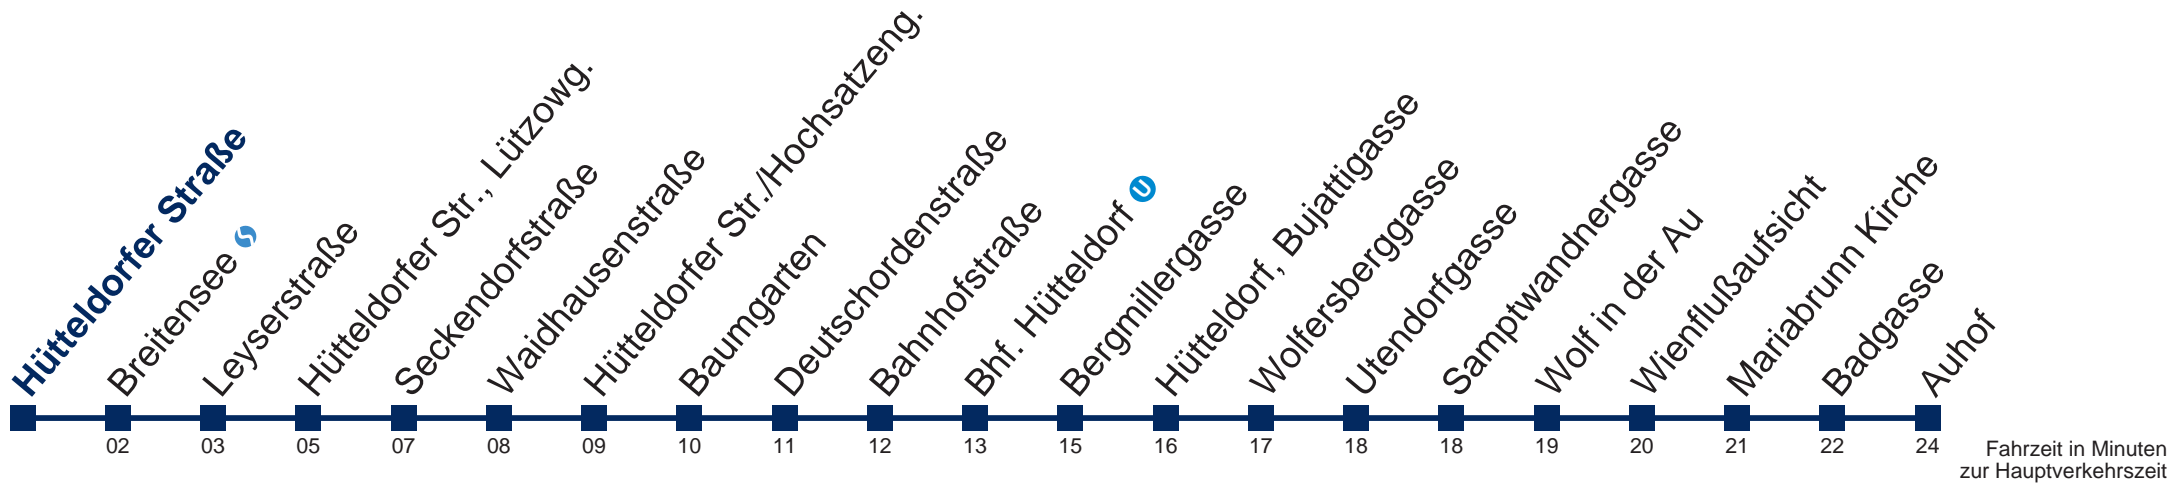 Hütteldorfer Straße
Breitensee
Leyserstraße
Hütteldorfer Str., Lützowg.
Seckendorfstraße
Waidhausenstraße
Hütteldorfer Str./Hochsatzeng.
Baumgarten
Deutschordenstraße
Bahnhofstraße
Bhf. Hütteldorf U
Bergmillergasse
Hütteldorf, Bujattigasse
Wolfersberggasse
Utendorfgasse
Samptwandnergasse
Wolf in der Au
Wienflußaufsicht
Mariabrunn Kirche
Badgasse
Auhof
02 03 05 07 08 09 10 11 12 13 15 16 17 18 18 19 20 21 22 24
Fahrzeit in Minuten
zur Hauptverkehrszeit